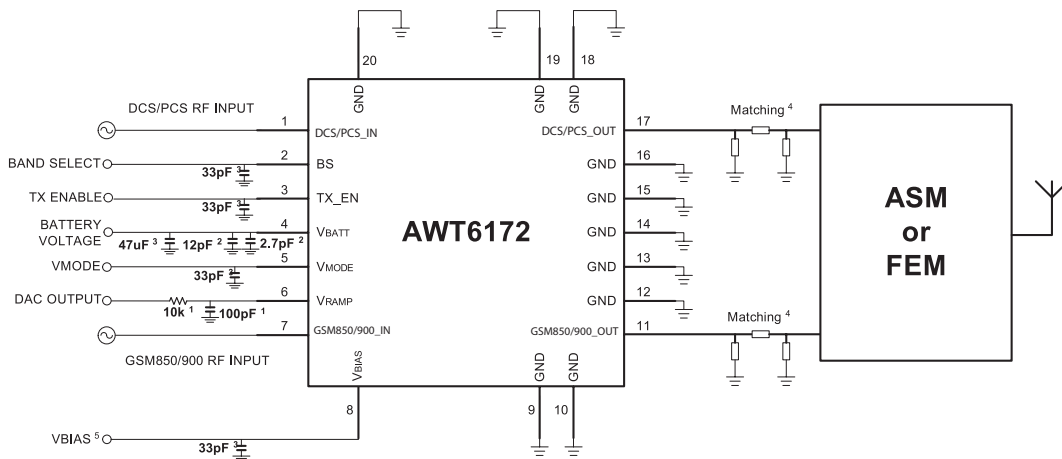 20
19
18
GND
GND
GND
DCS/PCS RF INPUT
1
DCS/PCS_IN
DCS/PCS_OUT
17
Matching 4
BAND SELECT
33pF 3
2
BS
GND
16
TX ENABLE
33pF 3
3
TX_EN
GND
15
BATTERY
VOLTAGE
47uF 3
12pF 2
2.7pF 2
4
VBATT
AWT6172
GND
14
ASM
or
FEM
VMODE
33pF 3
5
VMODE
GND
13
DAC OUTPUT
10k 1
100pF 1
6
VRAMP
GND
12
7
GSM850/900_IN
GSM850/900_OUT
11
Matching 4
GSM850/900 RF INPUT
VBIAS
GND
GND
8
9
10
VBIAS 5
33pF 3